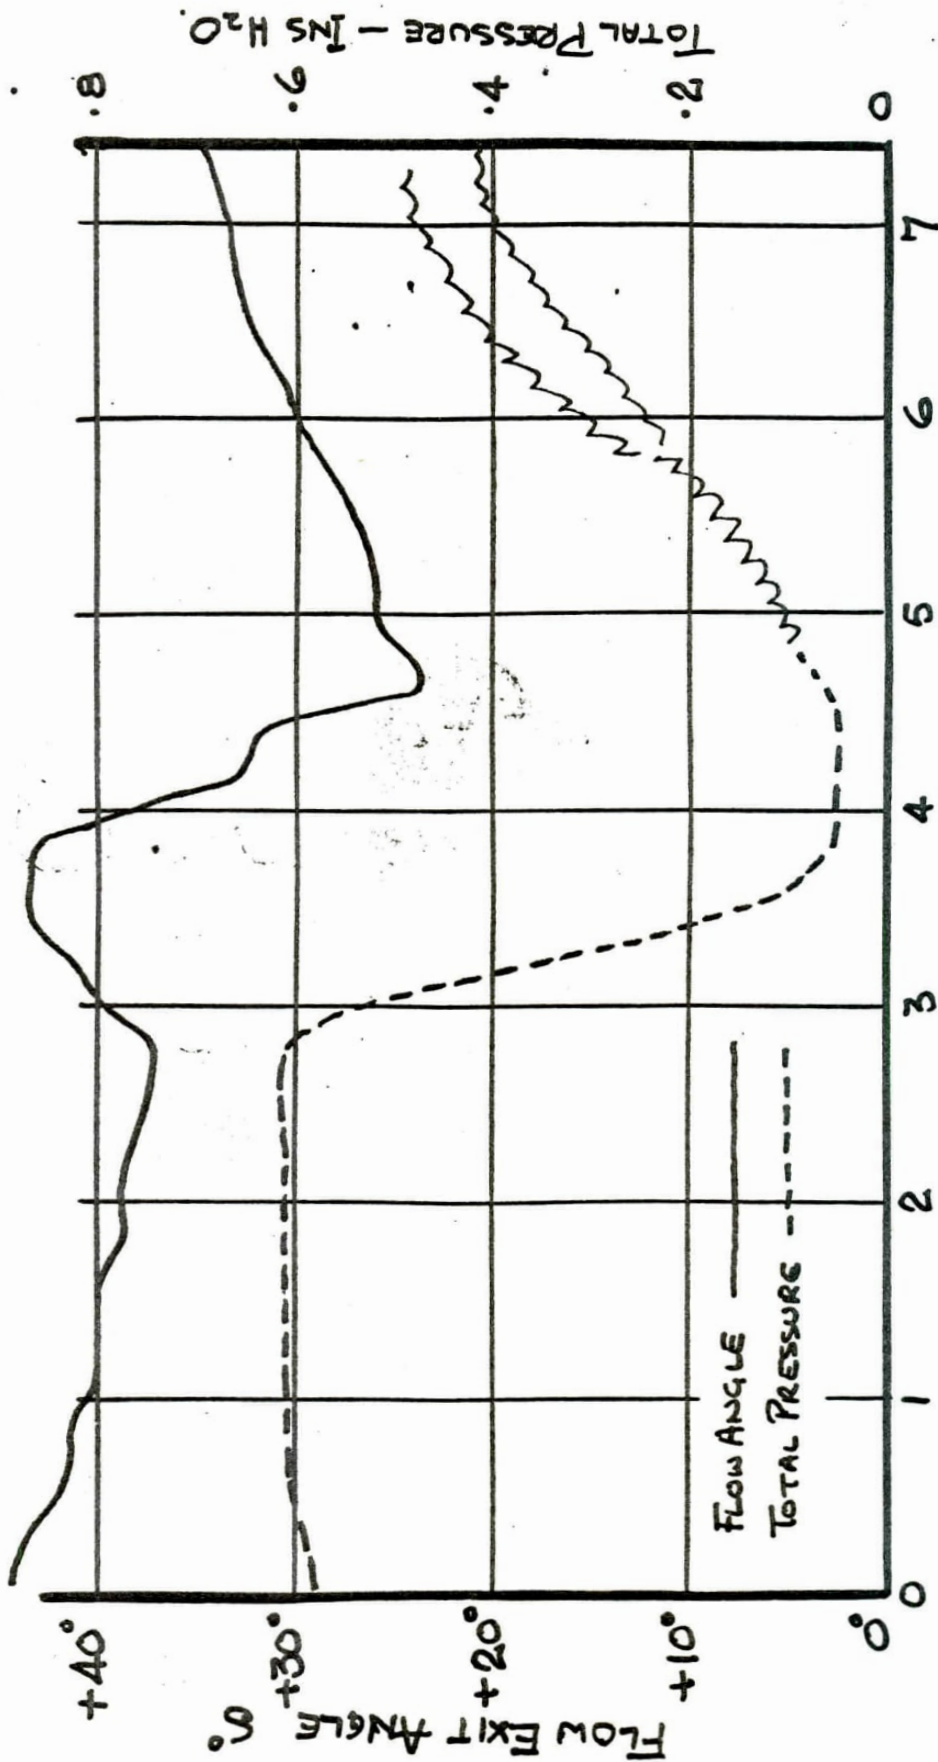 FLOW EXIT ANGLE δ°
+40°
+30°
+20°
+10°
0°
TOTAL PRESSURE – INS H₂O.
.8
.6
.4
.2
0
FLOW ANGLE
TOTAL PRESSURE
0 1 2 3 4 5 6 7